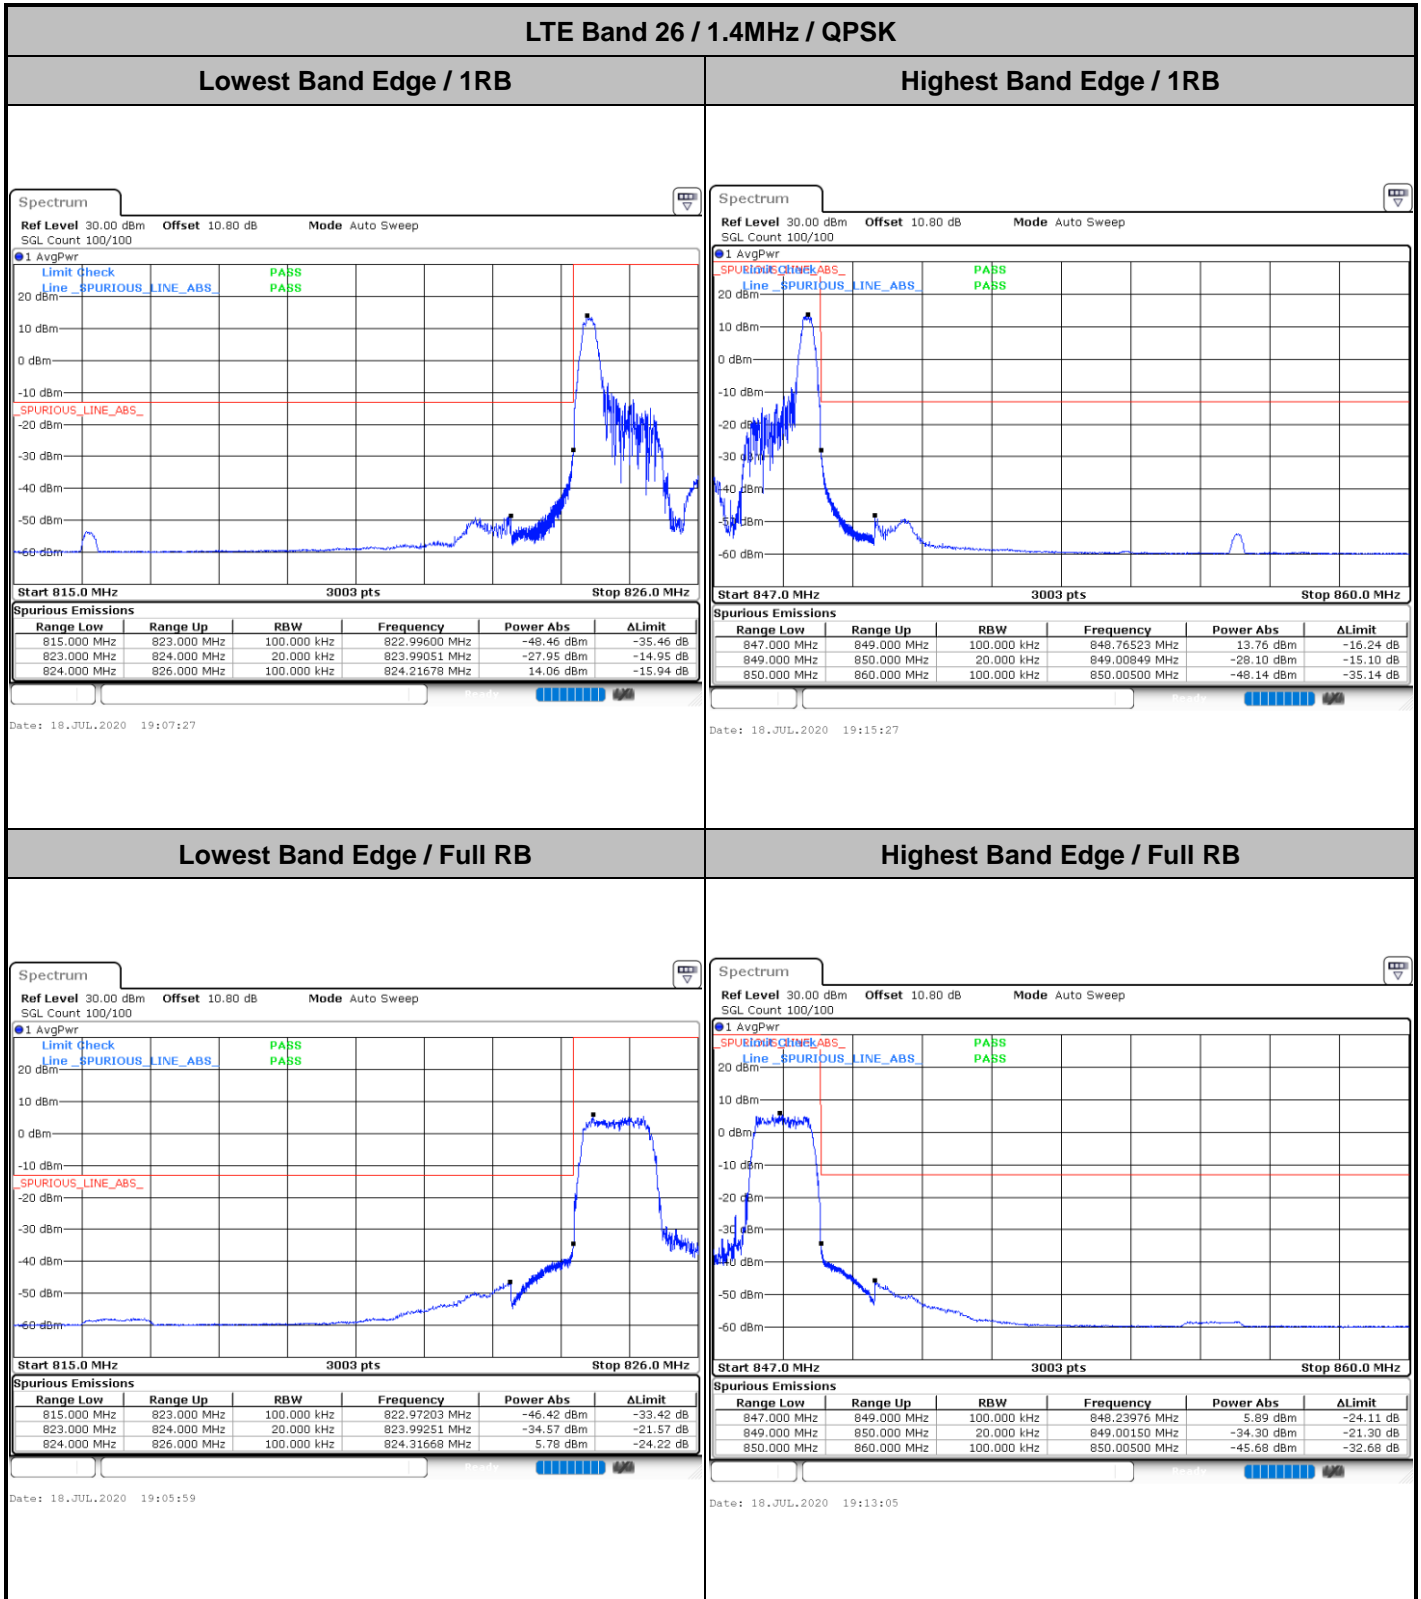 LTE Band 26 / 1.4MHz / QPSK
Lowest Band Edge / 1RB
Highest Band Edge / 1RB
Spectrum
Ref Level 30.00 dBm Offset 10.80 dB Mode Auto Sweep
SGL Count 100/100
1 AvgPwr
Limit Check PASS
Line _SPURIOUS_LINE_ABS_ PASS
20 dBm
10 dBm
0 dBm
-10 dBm
_SPURIOUS_LINE_ABS_
-20 dBm
-30 dBm
-40 dBm
-50 dBm
-60 dBm
Start 815.0 MHz 3003 pts Stop 826.0 MHz
Spurious Emissions
Range Low Range Up RBW Frequency Power Abs ΔLimit
815.000 MHz 823.000 MHz 100.000 kHz 822.99600 MHz -48.46 dBm -35.46 dB
823.000 MHz 824.000 MHz 20.000 kHz 823.99051 MHz -27.95 dBm -14.95 dB
824.000 MHz 826.000 MHz 100.000 kHz 824.21678 MHz 14.06 dBm -15.94 dB
Ready
Date: 18.JUL.2020 19:07:27
Spectrum
Ref Level 30.00 dBm Offset 10.80 dB Mode Auto Sweep
SGL Count 100/100
1 AvgPwr
_SPURIOUS_LINE_ABS_
Limit Check PASS
Line _SPURIOUS_LINE_ABS_ PASS
20 dBm
10 dBm
0 dBm
-10 dBm
-20 dBm
-30 dBm
-40 dBm
-50 dBm
-60 dBm
Start 847.0 MHz 3003 pts Stop 860.0 MHz
Spurious Emissions
Range Low Range Up RBW Frequency Power Abs ΔLimit
847.000 MHz 849.000 MHz 100.000 kHz 848.76523 MHz 13.76 dBm -16.24 dB
849.000 MHz 850.000 MHz 20.000 kHz 849.00849 MHz -28.10 dBm -15.10 dB
850.000 MHz 860.000 MHz 100.000 kHz 850.00500 MHz -48.14 dBm -35.14 dB
Ready
Date: 18.JUL.2020 19:15:27
Lowest Band Edge / Full RB
Highest Band Edge / Full RB
Spectrum
Ref Level 30.00 dBm Offset 10.80 dB Mode Auto Sweep
SGL Count 100/100
1 AvgPwr
Limit Check PASS
Line _SPURIOUS_LINE_ABS_ PASS
20 dBm
10 dBm
0 dBm
-10 dBm
_SPURIOUS_LINE_ABS_
-20 dBm
-30 dBm
-40 dBm
-50 dBm
-60 dBm
Start 815.0 MHz 3003 pts Stop 826.0 MHz
Spurious Emissions
Range Low Range Up RBW Frequency Power Abs ΔLimit
815.000 MHz 823.000 MHz 100.000 kHz 822.97203 MHz -46.42 dBm -33.42 dB
823.000 MHz 824.000 MHz 20.000 kHz 823.99251 MHz -34.57 dBm -21.57 dB
824.000 MHz 826.000 MHz 100.000 kHz 824.31668 MHz 5.78 dBm -24.22 dB
Ready
Date: 18.JUL.2020 19:05:59
Spectrum
Ref Level 30.00 dBm Offset 10.80 dB Mode Auto Sweep
SGL Count 100/100
1 AvgPwr
_SPURIOUS_LINE_ABS_
Limit Check PASS
Line _SPURIOUS_LINE_ABS_ PASS
20 dBm
10 dBm
0 dBm
-10 dBm
-20 dBm
-30 dBm
-40 dBm
-50 dBm
-60 dBm
Start 847.0 MHz 3003 pts Stop 860.0 MHz
Spurious Emissions
Range Low Range Up RBW Frequency Power Abs ΔLimit
847.000 MHz 849.000 MHz 100.000 kHz 848.23976 MHz 5.89 dBm -24.11 dB
849.000 MHz 850.000 MHz 20.000 kHz 849.00150 MHz -34.30 dBm -21.30 dB
850.000 MHz 860.000 MHz 100.000 kHz 850.00500 MHz -45.68 dBm -32.68 dB
Ready
Date: 18.JUL.2020 19:13:05